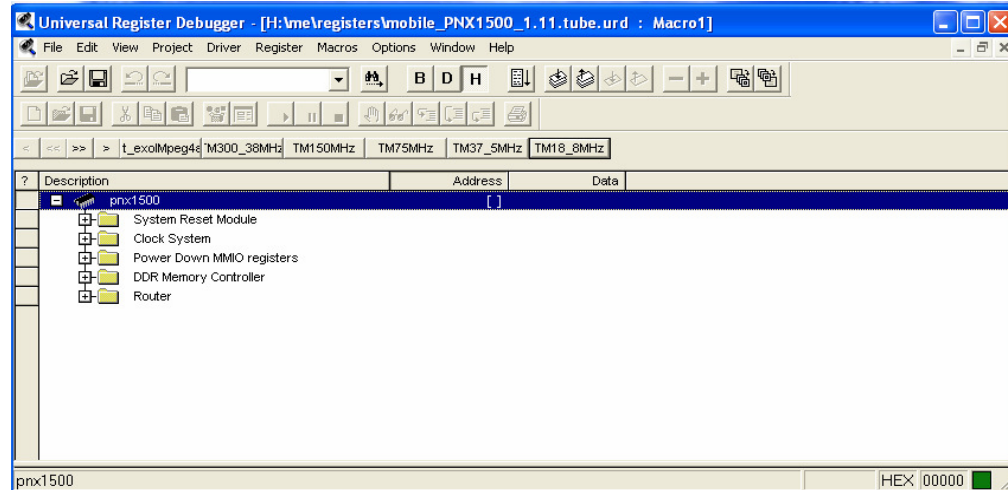 Universal Register Debugger - [H:\me\registers\mobile_PNX1500_1.11.tube.urd : Macro1]
File Edit View Project Driver Register Macros Options Window Help
B D H
< << >> > t_exolMpeg4a TM300_38MHz TM150MHz TM75MHz TM37_5MHz TM18_8MHz
? Description Address Data
pnx1500 [ ]
System Reset Module
Clock System
Power Down MMIO registers
DDR Memory Controller
Router
pnx1500 HEX 00000